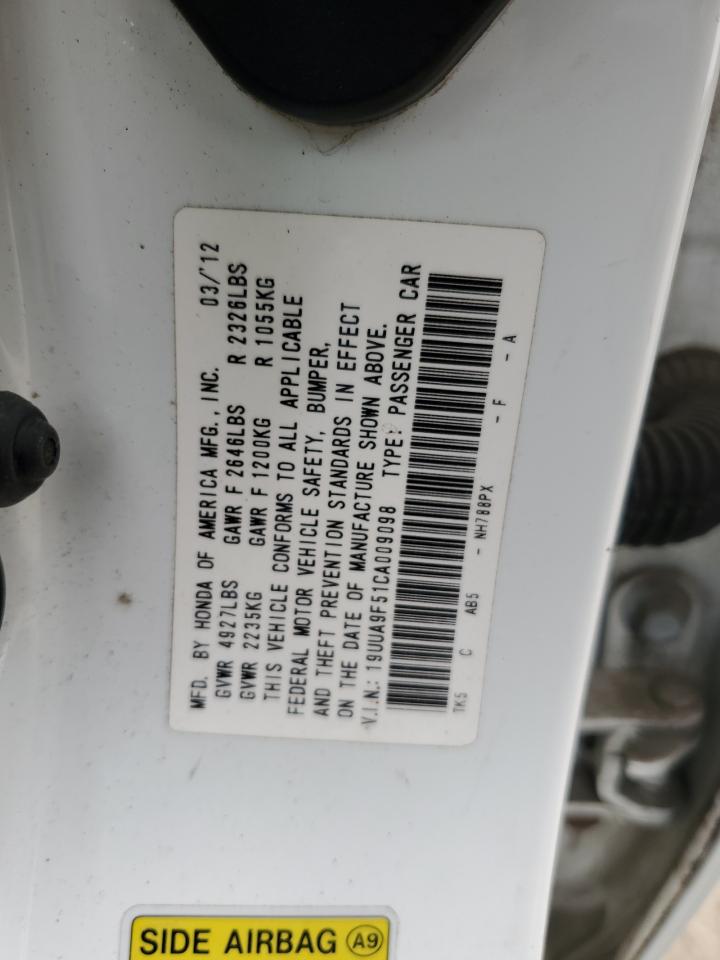 MFD. BY HONDA OF AMERICA MFG., INC. 03/'12
GVWR 4927LBS GAWR F 2646LBS R 2326LBS
GVWR 2235KG GAWR F 1200KG R 1055KG
THIS VEHICLE CONFORMS TO ALL APPLICABLE
FEDERAL MOTOR VEHICLE SAFETY, BUMPER,
AND THEFT PREVENTION STANDARDS IN EFFECT
ON THE DATE OF MANUFACTURE SHOWN ABOVE.
V.I.N.: 19UUA9F51CA009098 TYPE: PASSENGER CAR
TK5 C AB5 - NH788PX - F - A
SIDE AIRBAG A9